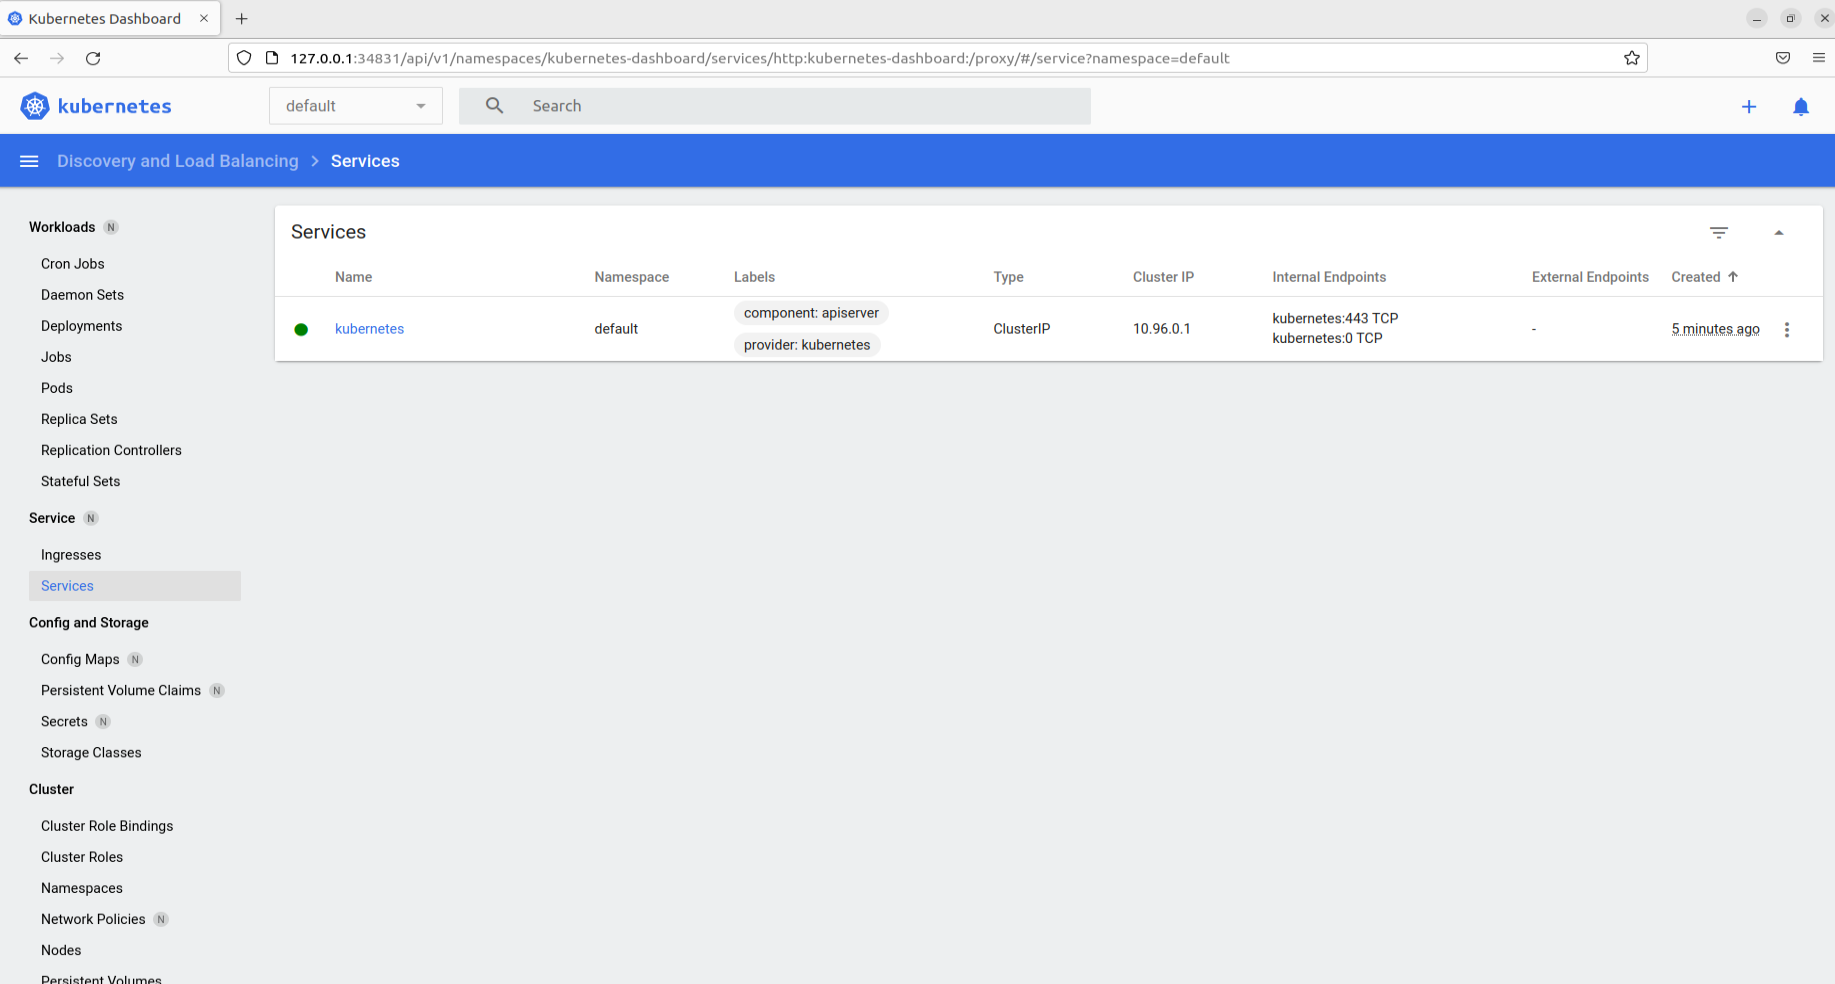 Kubernetes Dashboard
127.0.0.1:34831/api/v1/namespaces/kubernetes-dashboard/services/http:kubernetes-dashboard:/proxy/#/service?namespace=default
kubernetes
default
Search
Discovery and Load Balancing > Services
Workloads N
Cron Jobs
Daemon Sets
Deployments
Jobs
Pods
Replica Sets
Replication Controllers
Stateful Sets
Service N
Ingresses
Services
Config and Storage
Config Maps N
Persistent Volume Claims N
Secrets N
Storage Classes
Cluster
Cluster Role Bindings
Cluster Roles
Namespaces
Network Policies N
Nodes
Persistent Volumes
Services
Name Namespace Labels Type Cluster IP Internal Endpoints External Endpoints Created
kubernetes default component: apiserver provider: kubernetes ClusterIP 10.96.0.1 kubernetes:443 TCP kubernetes:0 TCP - 5 minutes ago